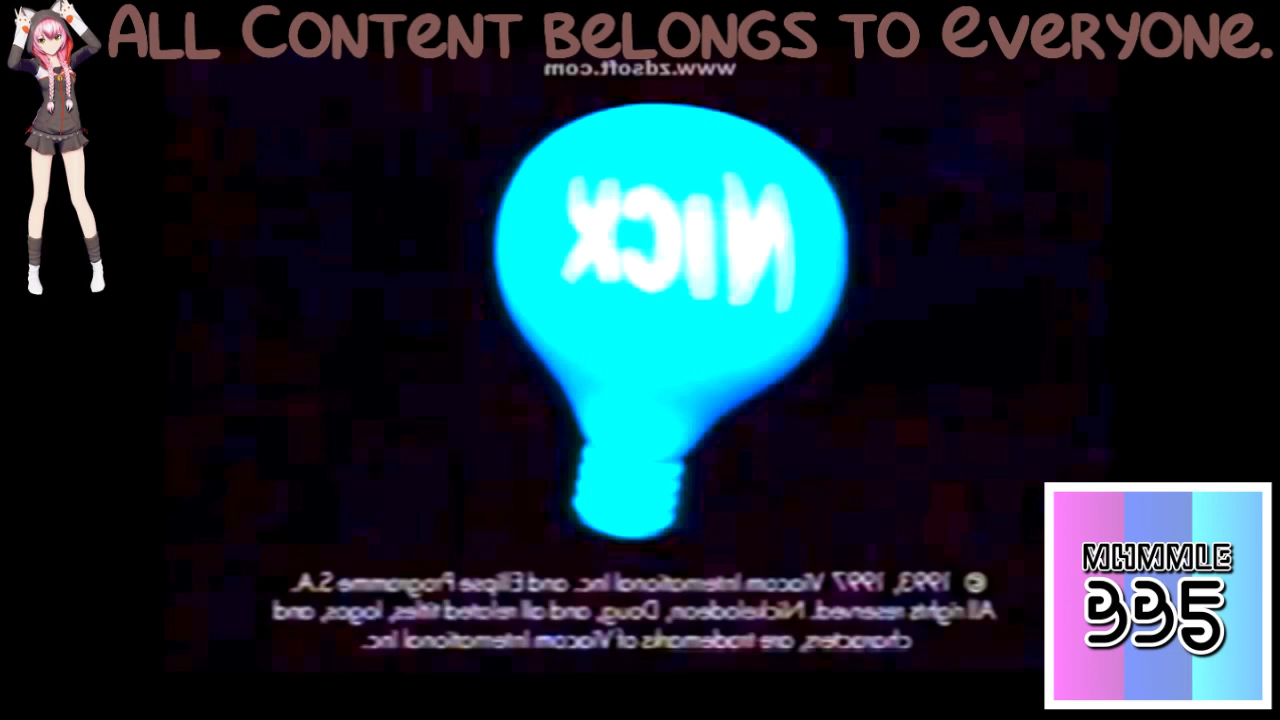 ALL CONTENT BELONGS TO EVERYONE.
www.zdsoft.com
NICK
© 1993, 1997 Viacom International Inc. and Ellipse Programme S.A.
All rights reserved. Nickelodeon, Doug, and all related titles, logos, and
characters, are trademarks of Viacom International Inc.
MHMMLE
335